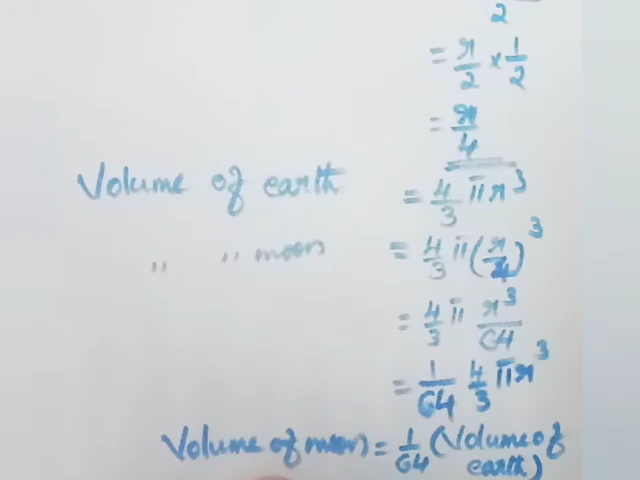 2
= r/2 × 1/2
= r/4
Volume of earth = 4/3 πr³
" " moon = 4/3 π(r/4)³
= 4/3 π r³/64
= 1/64 4/3 πr³
Volume of moon = 1/64 (Volume of
earth)